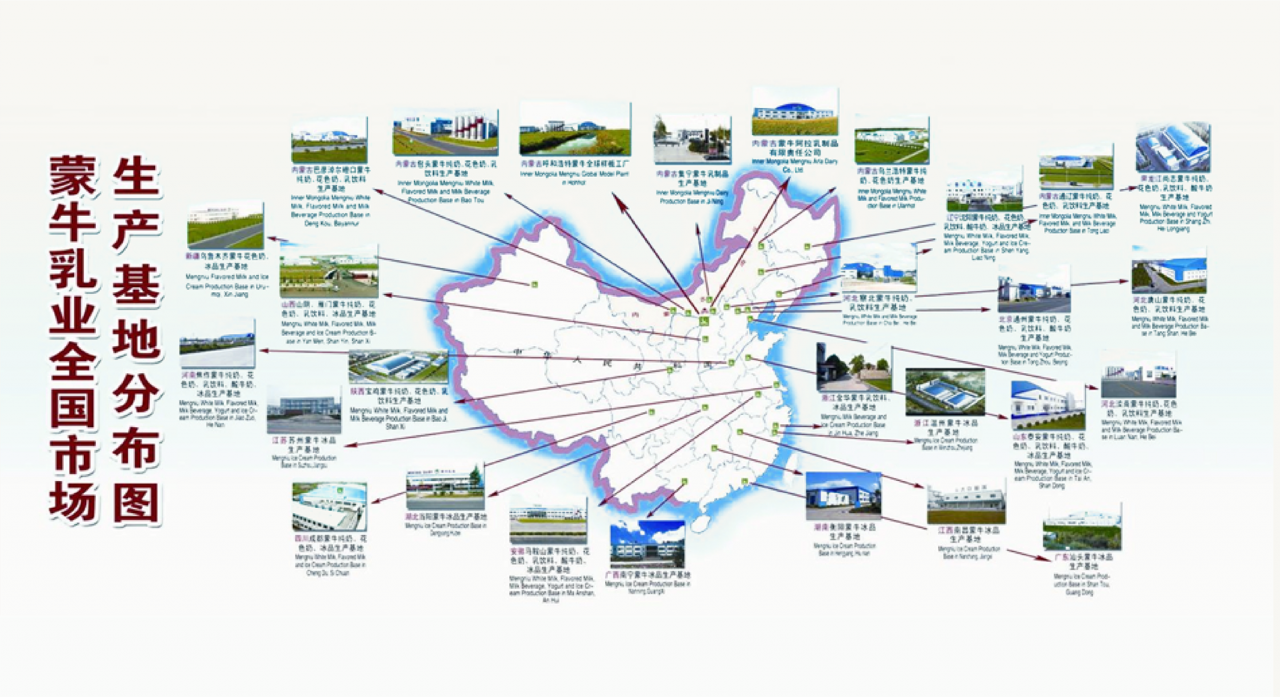 蒙牛乳业全国市场
生产基地分布图
内蒙古巴彦淖尔磴口蒙牛
纯奶、花色奶、乳饮料
生产基地
Inner Mongolia Mengniu White
Milk, Flavored Milk and Milk
Beverage Production Base in
Deng Kou, Bayannur
内蒙古包头蒙牛纯奶、花色奶、乳
饮料生产基地
Inner Mongolia Mengniu White Milk,
Flavored Milk and Milk Beverage
Production Base in Bao Tou
内蒙古呼和浩特蒙牛全球样板工厂
Inner Mongolia Mengniu Global Model Plant
in Hohhot
内蒙古集宁蒙牛乳制品
生产基地
Inner Mongolia Mengniu Dairy
Production Base in Ji Ning
内蒙古蒙牛阿拉乳制品
有限责任公司
Inner Mongolia Mengniu Arla Dairy
Co., Ltd
内蒙古乌兰浩特蒙牛纯
奶、花色奶生产基地
Inner Mongolia Mengniu White
Milk and Flavored Milk Produc-
tion Base in Ulanhot
辽宁沈阳蒙牛纯奶、花色奶、
乳饮料、酸牛奶、冰品生产基地
Mengniu White Milk, Flavored Milk,
Milk Beverage, Yogurt and Ice Cre-
am Production Base in Shen Yang,
Liao Ning
内蒙古通辽蒙牛纯奶、
花色奶、乳饮料生产基地
Inner Mongolia Mengniu White Milk,
Flavored Milk, and Milk Beverage
Production Base in Tong Liao
黑龙江尚志蒙牛纯奶、
花色奶、乳饮料、酸牛奶
生产基地
Mengniu White Milk, Flavored
Milk, Milk Beverage and Yogurt
Production Base in Shang Zhi,
Hei Longjiang
新疆乌鲁木齐蒙牛花色奶、
冰品生产基地
Mengniu Flavored Milk and Ice
Cream Production Base in Uru-
mqi, Xin Jiang
山西山阴、雁门蒙牛纯奶、花
色奶、乳饮料、冰品生产基地
Mengniu White Milk, Flavored Milk, Milk
Beverage and Ice Cream Production B-
ase in Yan Men, Shan Yin, Shan Xi
河北察北蒙牛纯奶、
乳饮料生产基地
Mengniu White Milk and Milk Beverage
Production Base in Cha Bei, He Bei
北京通州蒙牛纯奶、花
色奶、乳饮料、酸牛奶
生产基地
Mengniu White Milk, Flavored Milk,
Milk Beverage and Yogurt Produc-
tion Base in Tong Zhou, Beijing
河北唐山蒙牛纯奶、花
色奶、乳饮料生产基地
Mengniu White Milk, Flavored Milk
and Milk Beverage Production Ba-
se in Tang Shan, He Bei
河南焦作蒙牛纯奶、花
色奶、乳饮料、酸牛奶、
冰品生产基地
Mengniu White Milk, Flavored Milk,
Milk Beverage, Yogurt and Ice Cr-
eam Production Base in Jiao Zuo,
He Nan
陕西宝鸡蒙牛纯奶、花色奶、乳
饮料生产基地
Mengniu White Milk, Flavored Milk and
Milk Beverage Production Base in Bao Ji,
Shan Xi
内蒙
中华人民共和国
浙江金华蒙牛乳饮料、
冰品生产基地
Mengniu Milk Beverage and
Ice Cream Production Base
in Jin Hua, Zhe Jiang
浙江温州蒙牛冰品
生产基地
Mengniu Ice Cream Production
Base in Wenzhou Zhejiang
山东泰安蒙牛纯奶、花
色奶、乳饮料、酸牛奶、
冰品生产基地
Mengniu White Milk, Flavored Milk,
Milk Beverage, Yogurt and Ice Cr-
eam Production Base in Tai An,
Shan Dong
河北滦南蒙牛纯奶、花色
奶、乳饮料生产基地
Mengniu White Milk, Flavored Milk
and Milk Beverage Production Ba-
se in Luan Nan, He Bei
江苏苏州蒙牛冰品
生产基地
Mengniu Ice Cream Production
Base in Suzhou, Jiangsu
湖北当阳蒙牛冰品生产基地
Mengniu Ice Cream Production Base in
Dangyang Hubei
四川成都蒙牛纯奶、花
色奶、冰品生产基地
Mengniu White Milk, Flavored Milk
and Ice Cream Production Base in
Cheng Du, Si Chuan
安徽马鞍山蒙牛纯奶、花
色奶、乳饮料、酸牛奶、
冰品生产基地
Mengniu White Milk, Flavored Milk,
Milk Beverage, Yogurt and Ice Cr-
eam Production Base in Ma Anshan,
An Hui
广西南宁蒙牛冰品生产基地
Mengniu Ice Cream Production Base in
Nanning Guangxi
湖南衡阳蒙牛冰品
生产基地
Mengniu Ice Cream Production
Base in Hengyang, Hu Nan
江西南昌蒙牛冰品
生产基地
Mengniu Ice Cream Production
Base in Nanchang, Jiangxi
广东汕头蒙牛冰品
生产基地
Mengniu Ice Cream Prod-
uction Base in Shan Tou,
Guang Dong